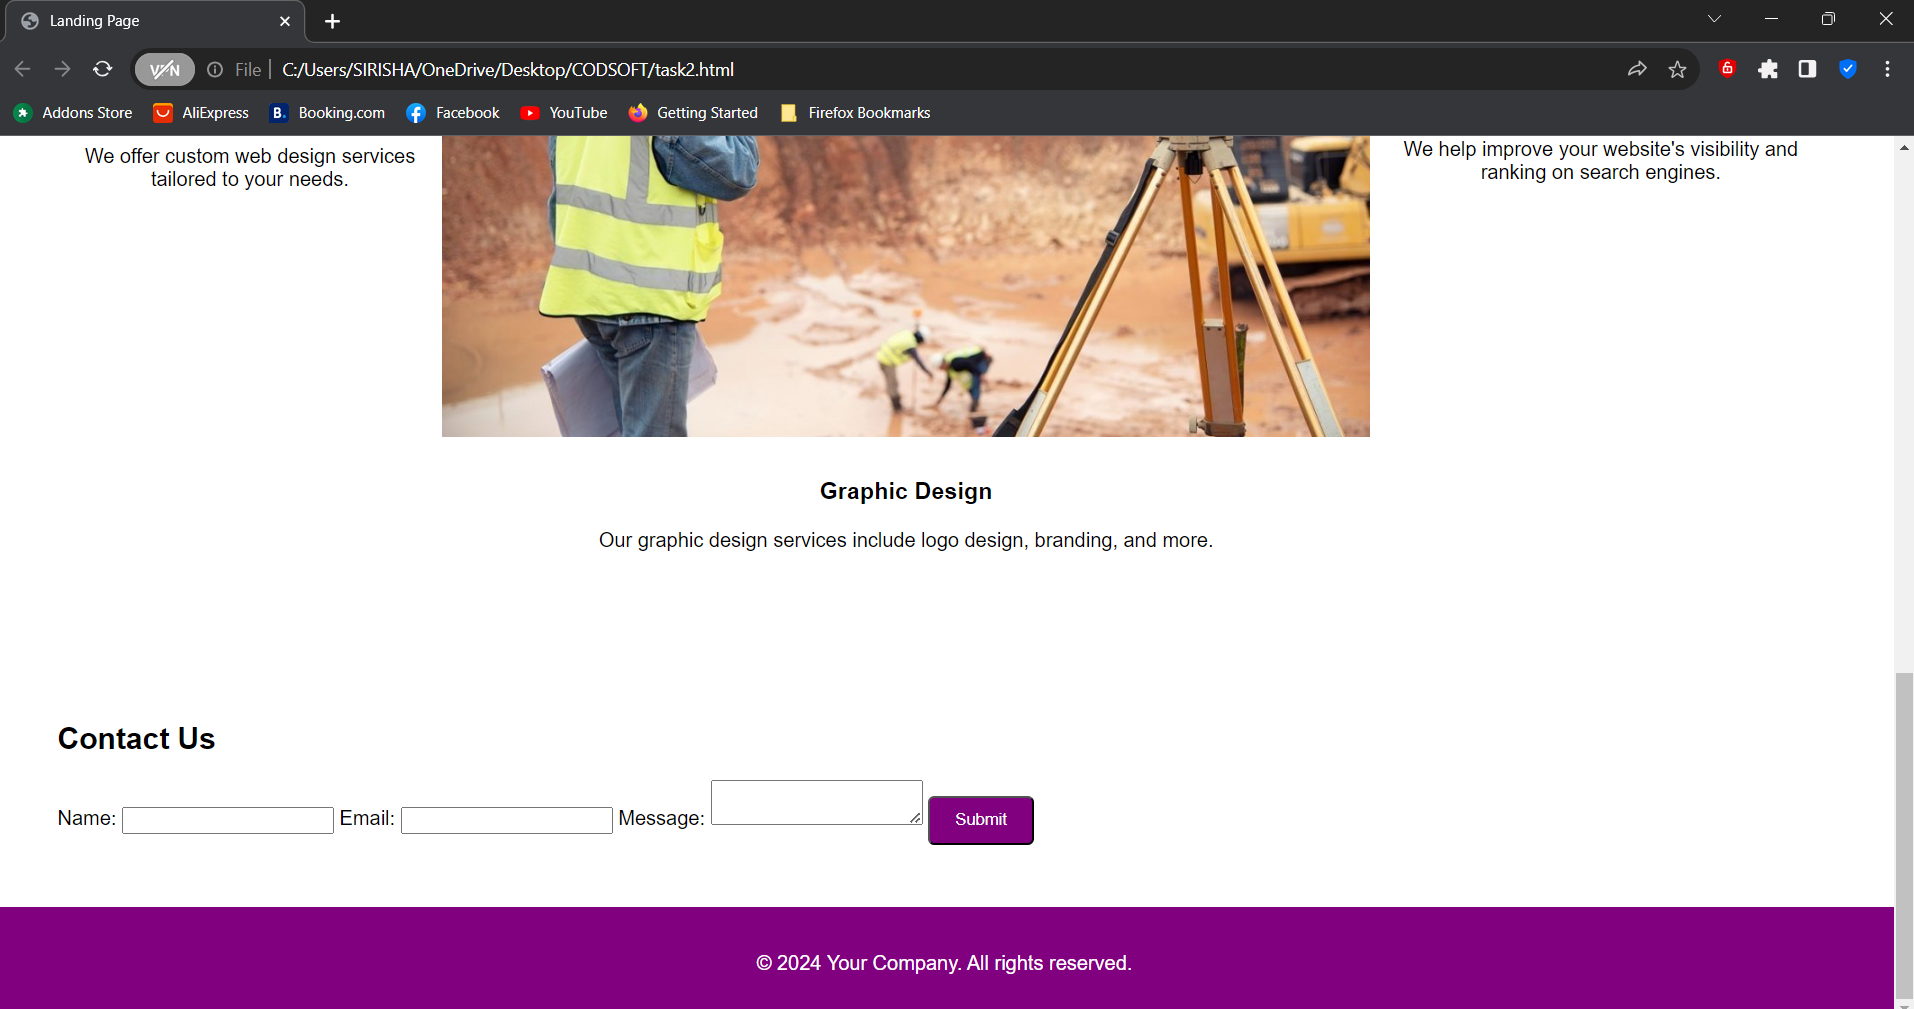 Landing Page
VPN
File
C:/Users/SIRISHA/OneDrive/Desktop/CODSOFT/task2.html
Addons Store
AliExpress
B. Booking.com
Facebook
YouTube
Getting Started
Firefox Bookmarks
We offer custom web design services
tailored to your needs.
We help improve your website's visibility and
ranking on search engines.
Graphic Design
Our graphic design services include logo design, branding, and more.
Contact Us
Name:
Email:
Message:
Submit
© 2024 Your Company. All rights reserved.